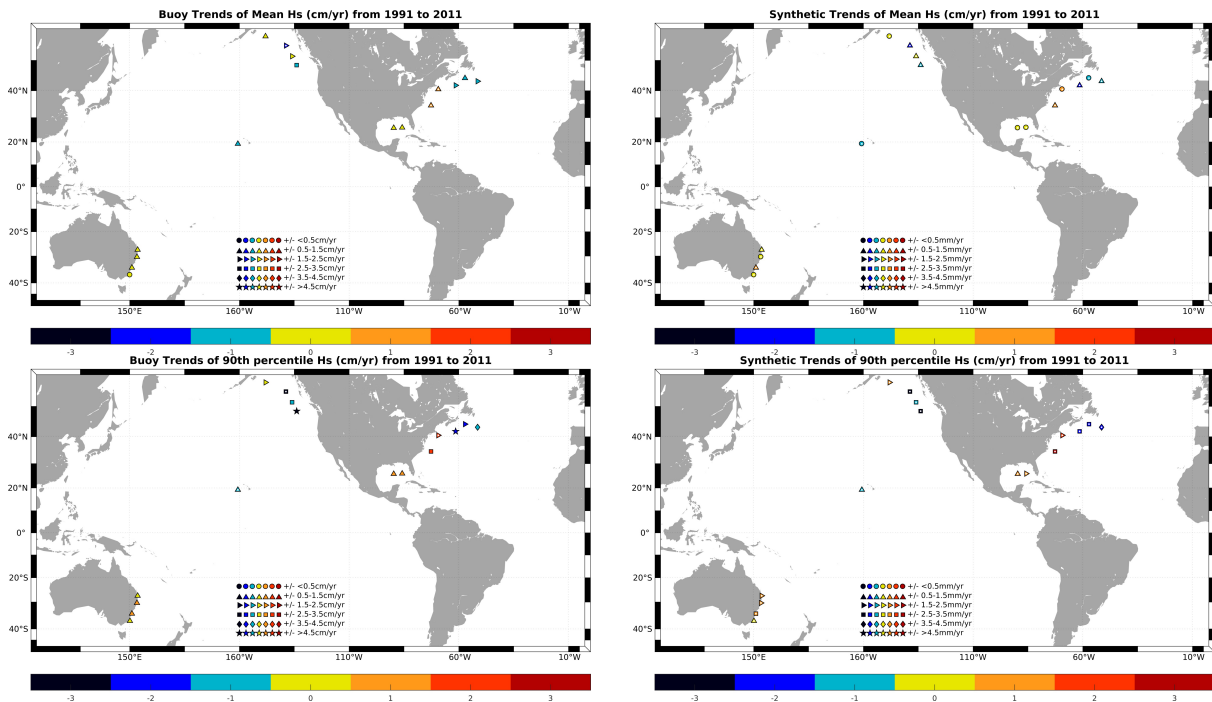 Buoy Trends of Mean Hs (cm/yr) from 1991 to 2011
40°N
20°N
0°
20°S
40°S
+/- <0.5cm/yr
+/- 0.5-1.5cm/yr
+/- 1.5-2.5cm/yr
+/- 2.5-3.5cm/yr
+/- 3.5-4.5cm/yr
+/- >4.5cm/yr
150°E 160°W 110°W 60°W 10°W
-3 -2 -1 0 1 2 3
Synthetic Trends of Mean Hs (cm/yr) from 1991 to 2011
40°N
20°N
0°
20°S
40°S
+/- <0.5mm/yr
+/- 0.5-1.5mm/yr
+/- 1.5-2.5mm/yr
+/- 2.5-3.5mm/yr
+/- 3.5-4.5mm/yr
+/- >4.5mm/yr
150°E 160°W 110°W 60°W 10°W
-3 -2 -1 0 1 2 3
Buoy Trends of 90th percentile Hs (cm/yr) from 1991 to 2011
40°N
20°N
0°
20°S
40°S
+/- <0.5cm/yr
+/- 0.5-1.5cm/yr
+/- 1.5-2.5cm/yr
+/- 2.5-3.5cm/yr
+/- 3.5-4.5cm/yr
+/- >4.5cm/yr
150°E 160°W 110°W 60°W 10°W
-3 -2 -1 0 1 2 3
Synthetic Trends of 90th percentile Hs (cm/yr) from 1991 to 2011
40°N
20°N
0°
20°S
40°S
+/- <0.5mm/yr
+/- 0.5-1.5mm/yr
+/- 1.5-2.5mm/yr
+/- 2.5-3.5mm/yr
+/- 3.5-4.5mm/yr
+/- >4.5mm/yr
150°E 160°W 110°W 60°W 10°W
-3 -2 -1 0 1 2 3